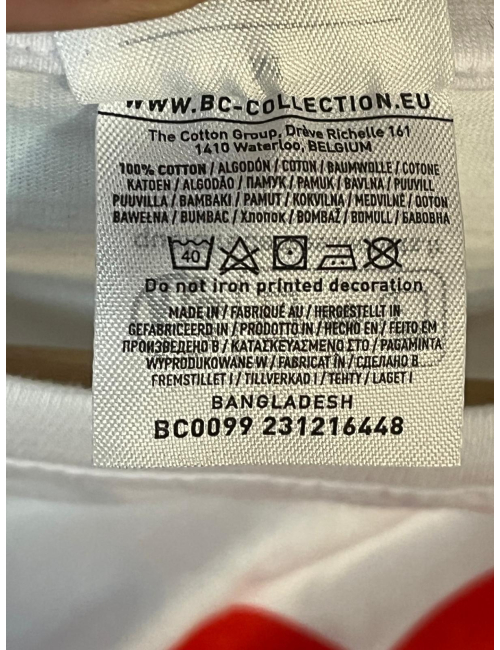 WWW.BC-COLLECTION.EU
The Cotton Group, Drève Richelle 161
1410 Waterloo, BELGIUM
100% COTTON / ALGODÓN / COTON / BAUMWOLLE / COTONE
KATOEN / ALGODÃO / ПАМУК / PAMUK / BAVLNA / PUUVILL
PUUVILLA / BAMBAKI / PAMUT / KOKVILNA / MEDVILNĖ / QOTON
BAWEŁNA / BUMBAC / Хлопок / BOMBAŽ / BOMULL / БАВОВНА
40
Do not iron printed decoration
MADE IN / FABRIQUÉ AU / HERGESTELLT IN
GEFABRICEERD IN / PRODOTTO IN / HECHO EN / FEITO EM
ПРОИЗВЕДЕНО В / ΚΑΤΑΣΚΕΥΑΣΜΕΝΟ ΣΤΟ / PAGAMINTA
WYPRODUKOWANE W / FABRICAT ÎN / СДЕЛАНО В
FREMSTILLET I / TILLVERKAD I / TEHTY / LAGET I
BANGLADESH
BC0099 231216448